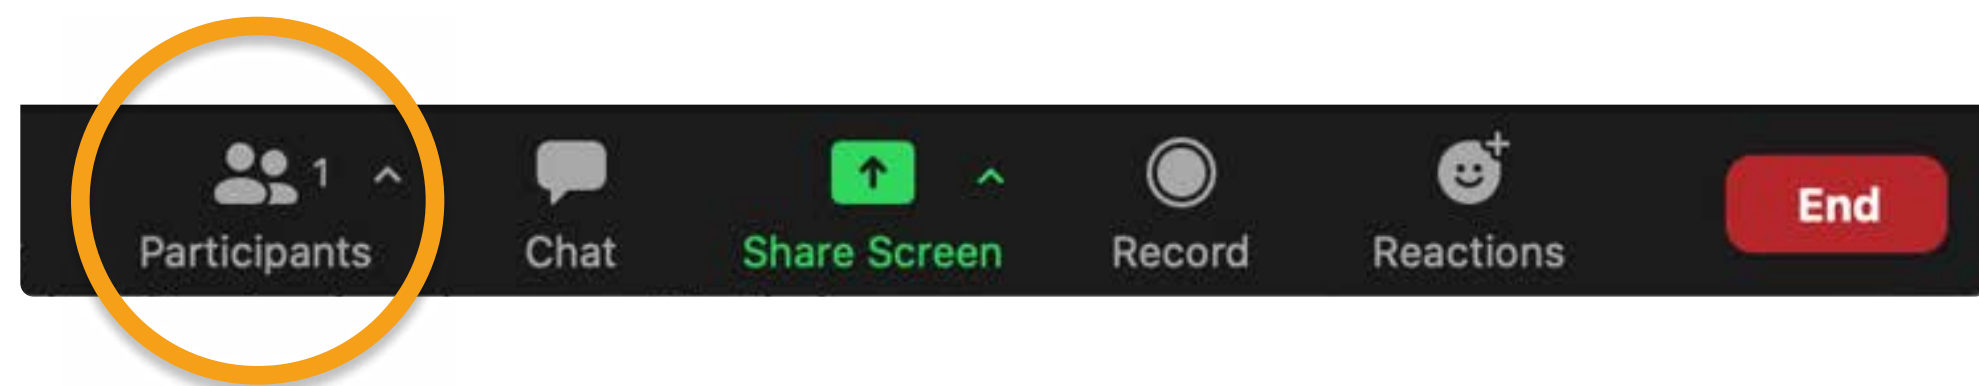 1
Participants
Chat
Share Screen
Record
Reactions
End